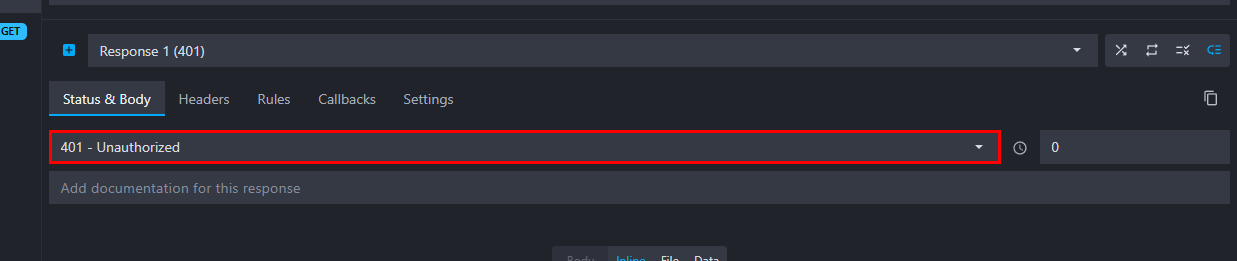 GET
Response 1 (401)
Status & Body Headers Rules Callbacks Settings
401 - Unauthorized 0
Add documentation for this response
Body Inline File Data